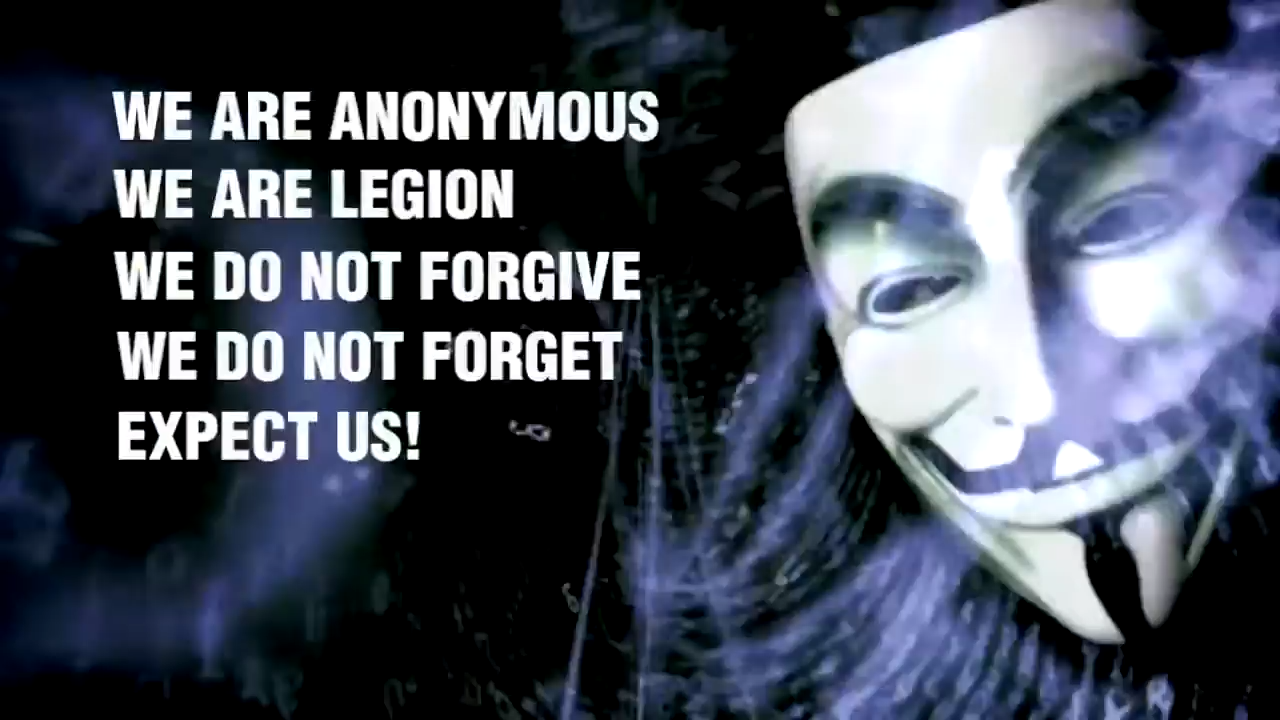 WE ARE ANONYMOUS
WE ARE LEGION
WE DO NOT FORGIVE
WE DO NOT FORGET
EXPECT US!